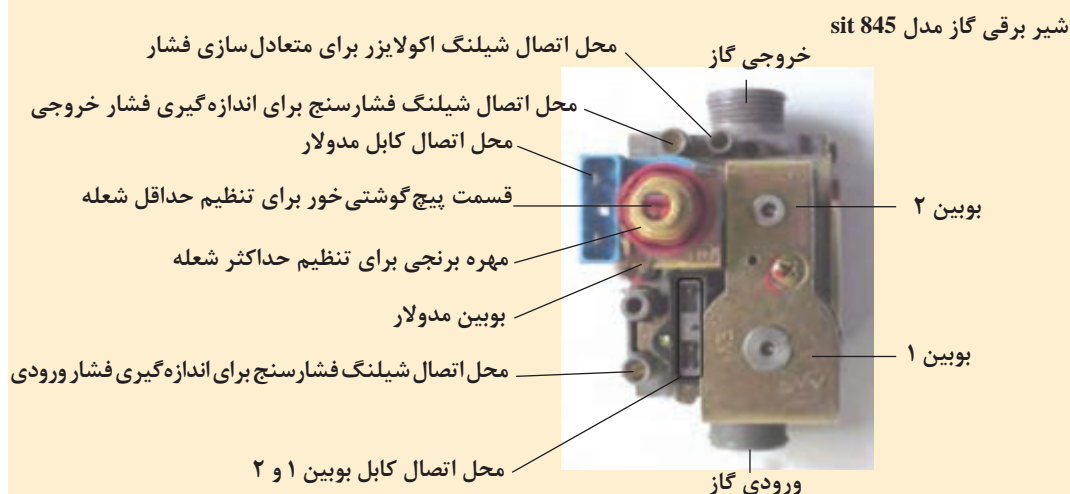 شیر برقی گاز مدل sit 845
خروجی گاز
محل اتصال شیلنگ اکولایزر برای متعادل‌سازی فشار
محل اتصال شیلنگ فشارسنج برای اندازه‌گیری فشار خروجی
محل اتصال کابل مدولار
قسمت پیچ‌گوشتی‌خور برای تنظیم حداقل شعله
مهره برنجی برای تنظیم حداکثر شعله
بوبین مدولار
محل اتصال شیلنگ فشارسنج برای اندازه‌گیری فشار ورودی
محل اتصال کابل بوبین ۱ و ۲
بوبین ۲
بوبین ۱
ورودی گاز